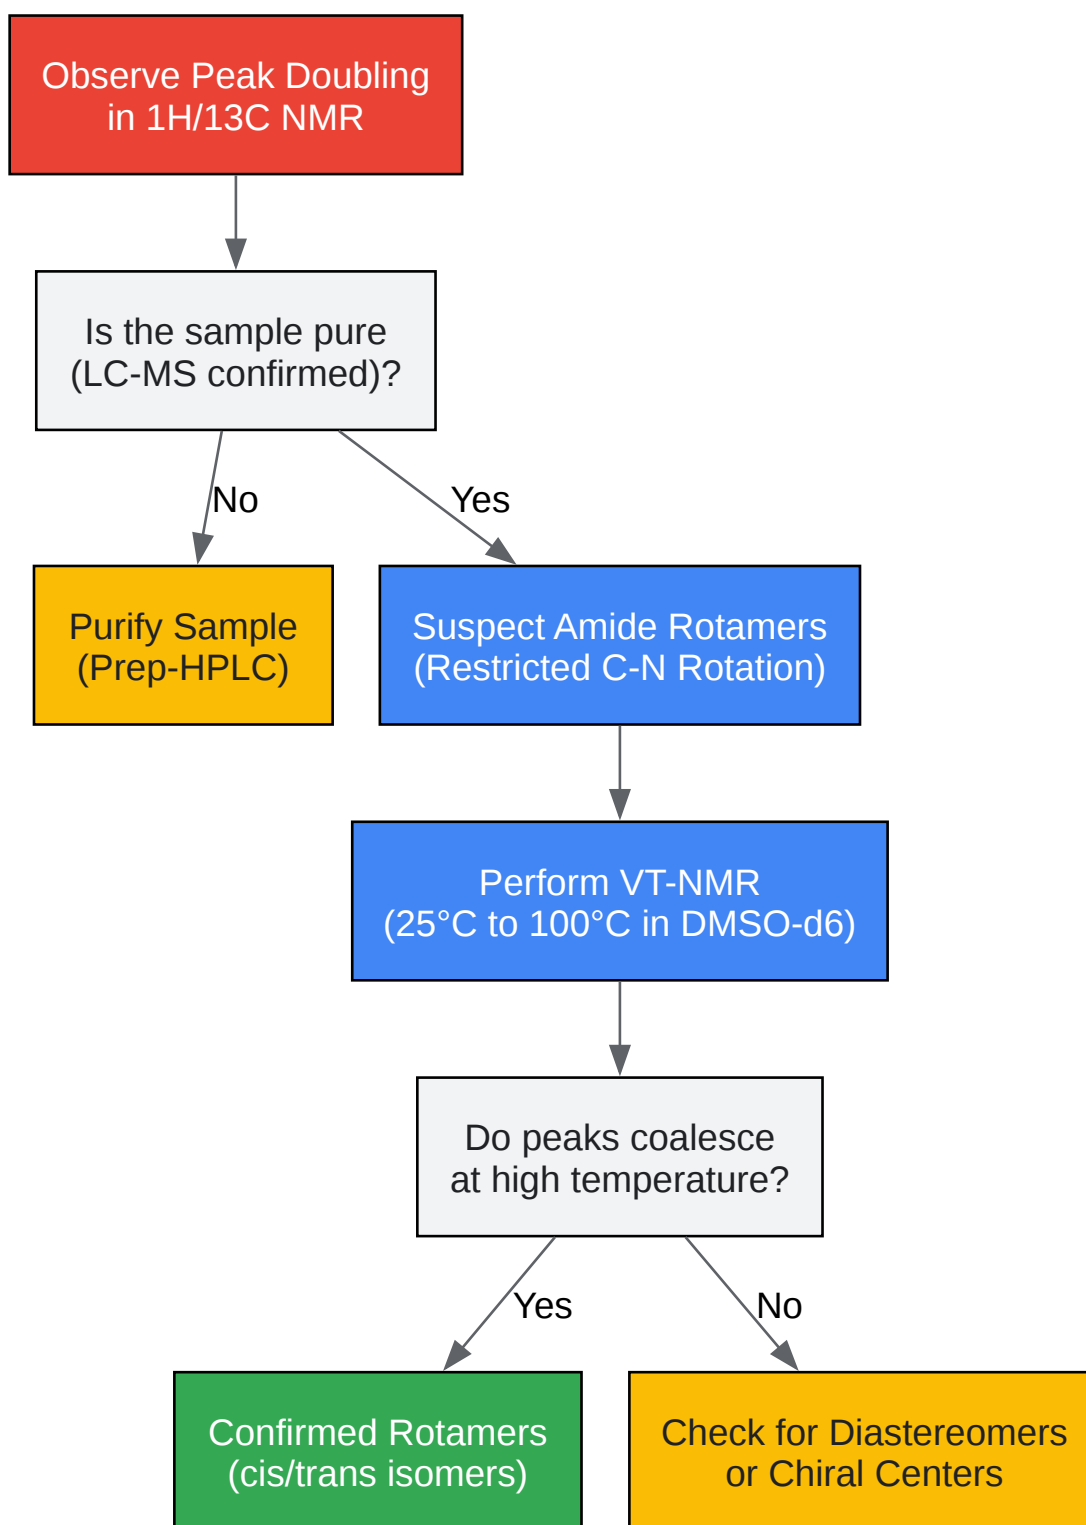 Observe Peak Doubling
in 1H/13C NMR
Is the sample pure
(LC-MS confirmed)?
No
Yes
Purify Sample
(Prep-HPLC)
Suspect Amide Rotamers
(Restricted C-N Rotation)
Perform VT-NMR
(25°C to 100°C in DMSO-d6)
Do peaks coalesce
at high temperature?
Yes
No
Confirmed Rotamers
(cis/trans isomers)
Check for Diastereomers
or Chiral Centers